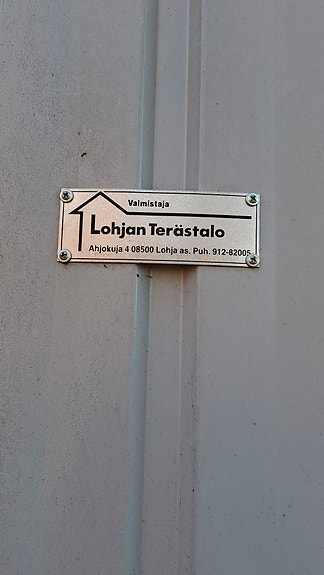 Valmistaja
Lohjan Terästalo
Ahjokuja 4 08500 Lohja as. Puh. 912-82005